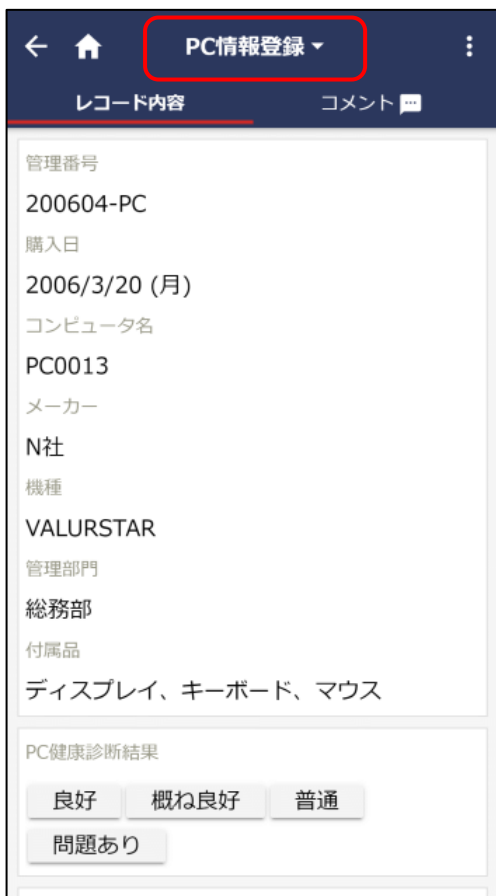 PC情報登録
レコード内容 コメント
管理番号
200604-PC
購入日
2006/3/20 (月)
コンピュータ名
PC0013
メーカー
N社
機種
VALURSTAR
管理部門
総務部
付属品
ディスプレイ、キーボード、マウス
PC健康診断結果
良好 概ね良好 普通
問題あり